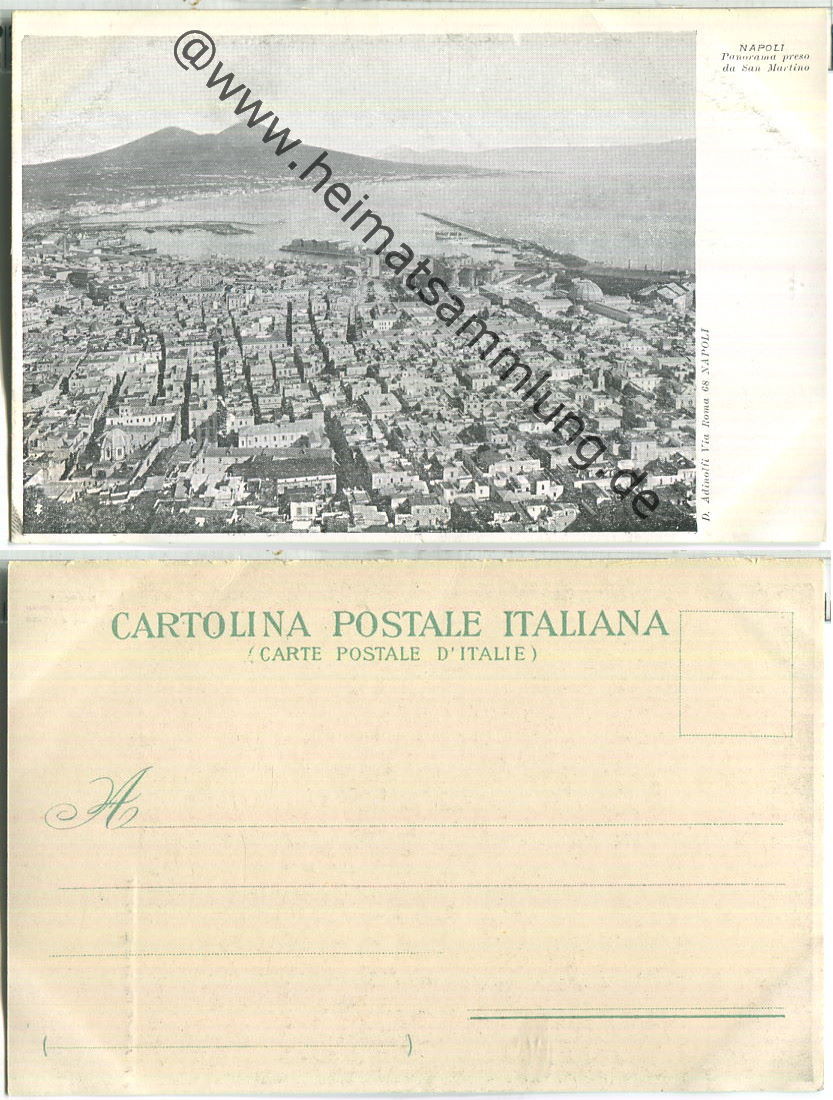 NAPOLI
Panorama preso
da San Martino
@www.heimatsammlung.de
D. Adinolfi Via Roma 68 NAPOLI
CARTOLINA POSTALE ITALIANA
(CARTE POSTALE D'ITALIE)
A
( )